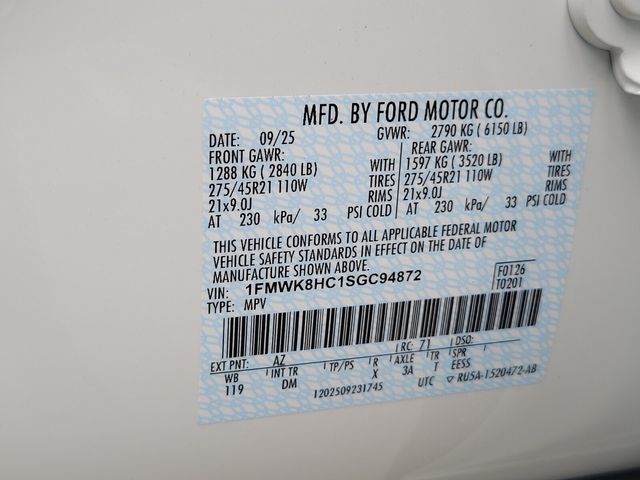 MFD. BY FORD MOTOR CO.
DATE: 09/25 GVWR: 2790 KG ( 6150 LB)
FRONT GAWR: REAR GAWR:
1288 KG ( 2840 LB) WITH 1597 KG ( 3520 LB) WITH
275/45R21 110W TIRES 275/45R21 110W TIRES
21x9.0J RIMS 21x9.0J RIMS
AT 230 kPa/ 33 PSI COLD AT 230 kPa/ 33 PSI COLD
THIS VEHICLE CONFORMS TO ALL APPLICABLE FEDERAL MOTOR
VEHICLE SAFETY STANDARDS IN EFFECT ON THE DATE OF
MANUFACTURE SHOWN ABOVE.
VIN: 1FMWK8HC1SGC94872 F0126
TYPE: MPV T0201
EXT PNT: AZ RC: 71 DSO:
WB INT TR TP/PS R AXLE TR SPR
119 DM X 3A T EESS
1202509231745 UTC ▽ RU5A-1520472-AB